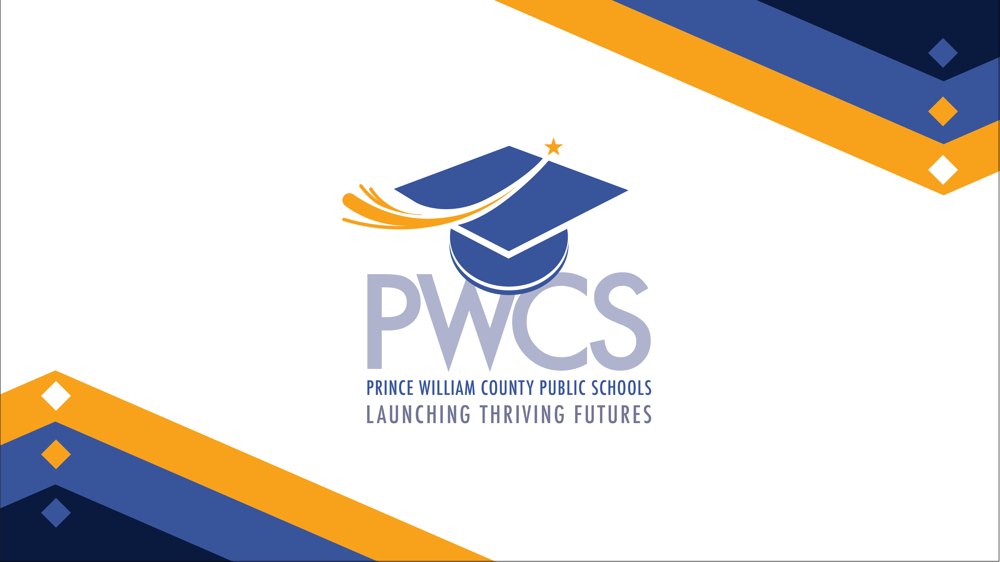 PWCS
PRINCE WILLIAM COUNTY PUBLIC SCHOOLS
LAUNCHING THRIVING FUTURES